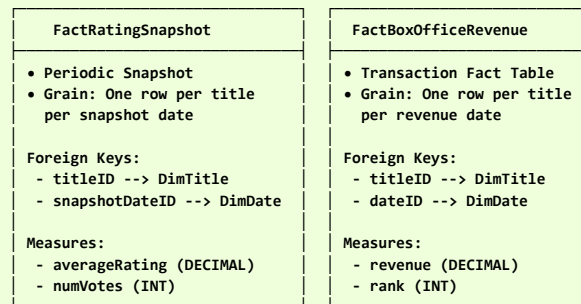 FactRatingSnapshot
• Periodic Snapshot
• Grain: One row per title
per snapshot date
Foreign Keys:
- titleID --> DimTitle
- snapshotDateID --> DimDate
Measures:
- averageRating (DECIMAL)
- numVotes (INT)
FactBoxOfficeRevenue
• Transaction Fact Table
• Grain: One row per title
per revenue date
Foreign Keys:
- titleID --> DimTitle
- dateID --> DimDate
Measures:
- revenue (DECIMAL)
- rank (INT)